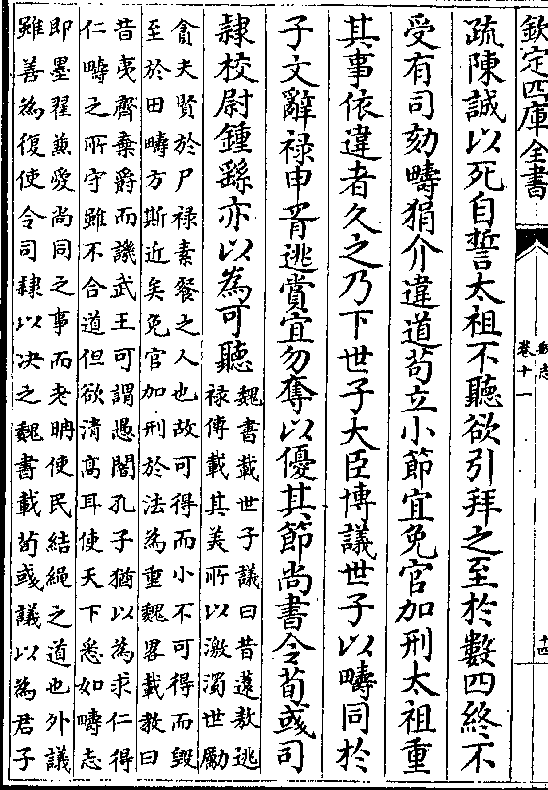 欽定四庫全書
魏志
卷十一
十四
疏陳誠以死自誓太祖不聽欲引拜之至於數四終不
受有司劾疇狷介違道苟立小節宜免官加刑太祖重
其事依違者久之乃下世子大臣博議世子以疇同於
子文辭禄申胥逃賞宜勿奪以優其節尚書令荀彧司
隸校尉鍾繇亦以為可聽
魏書載世子議曰昔薳敖逃
禄傳載其美所以激濁世勵
貪夫賢於尸禄素餐之人也故可得而小不可得而毁
至於田疇方斯近矣免官加刑於法為重魏畧載教曰
昔夷齊棄爵而譏武王可謂愚闇孔子猶以為求仁得
仁疇之所守雖不合道但欲清高耳使天下悉如疇志
即墨翟兼愛尚同之事而老耼使民結繩之道也外議
雖善為復使令司隸以决之魏書載荀彧議以為君子